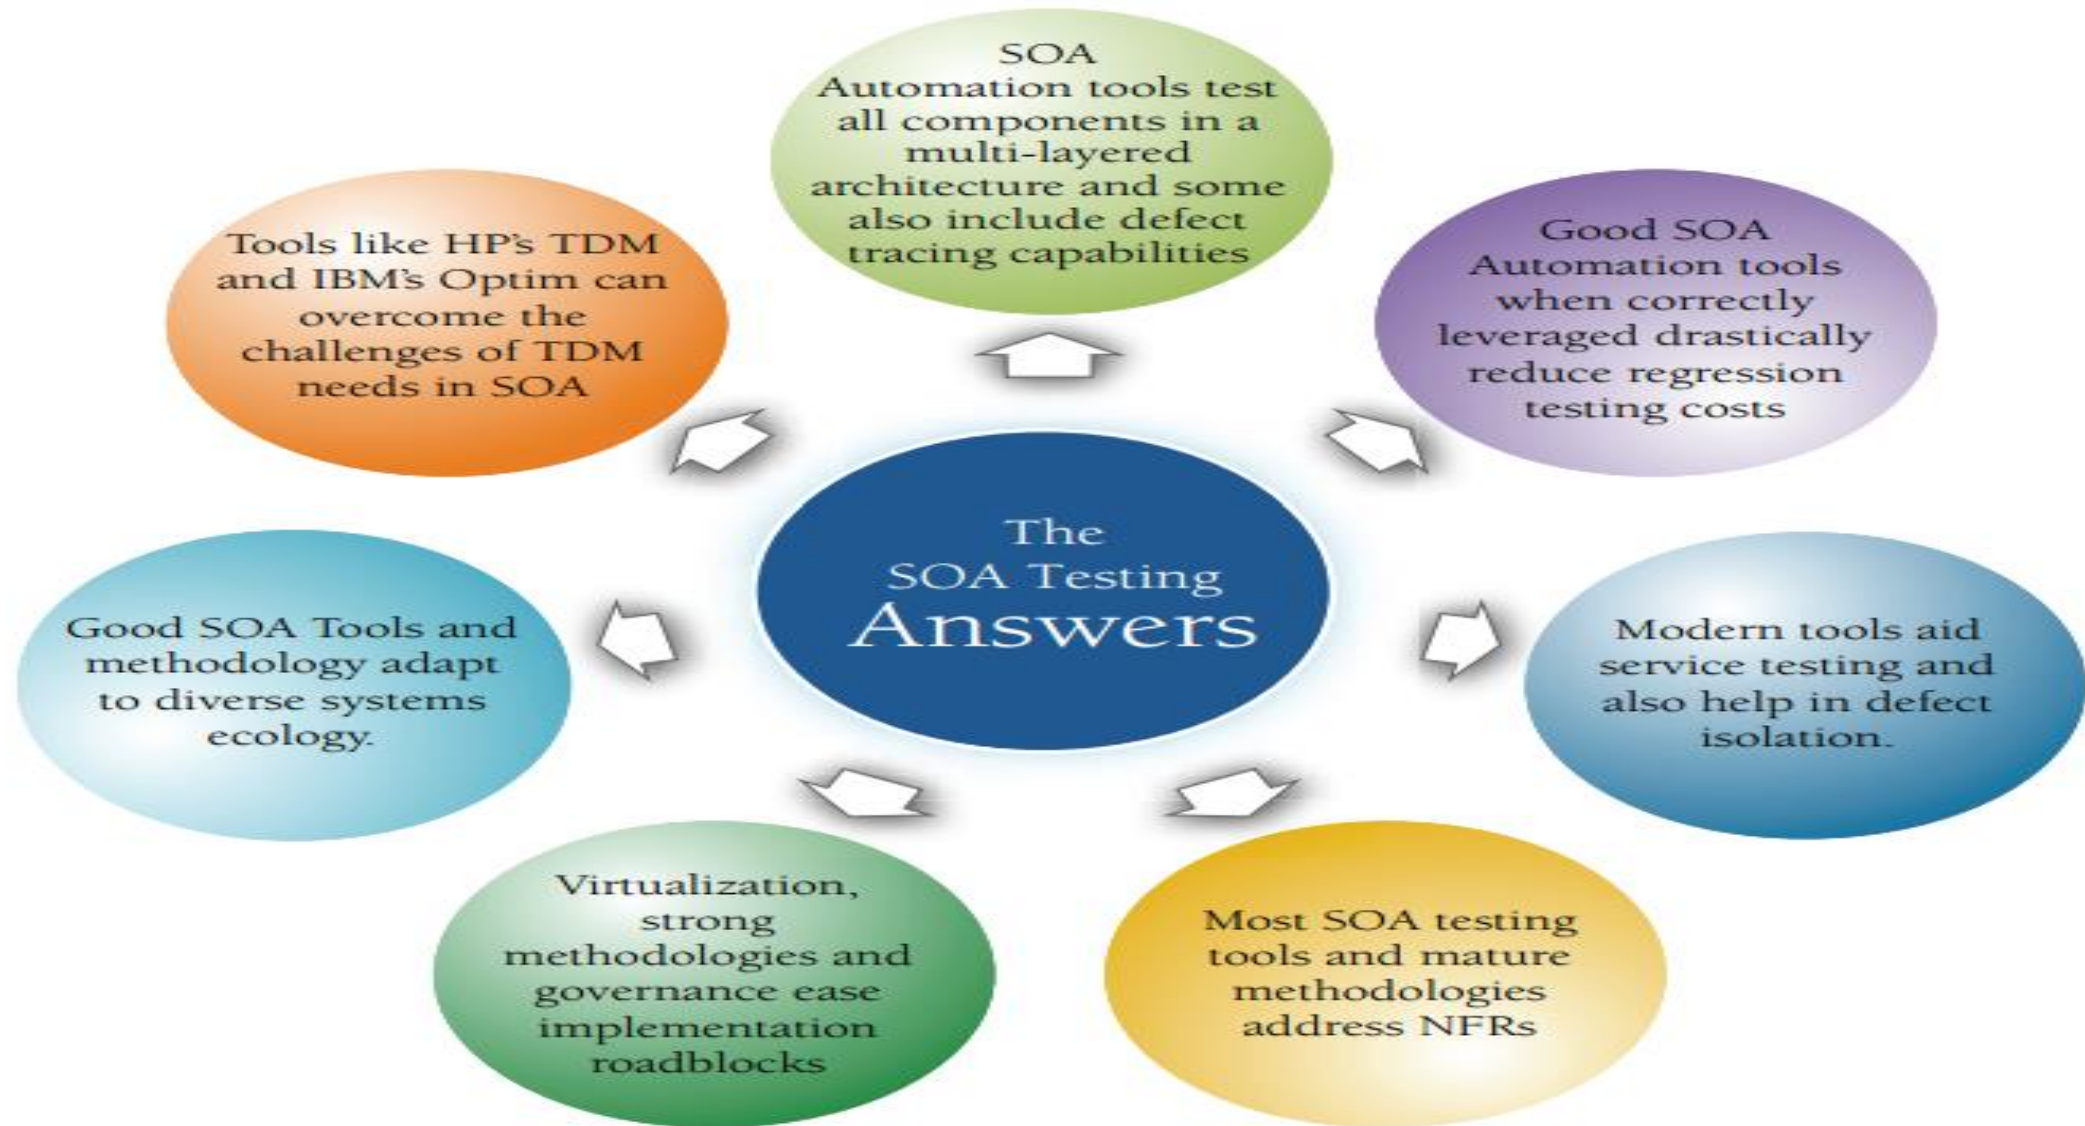 The
SOA Testing
Answers
SOA
Automation tools test
all components in a
multi-layered
architecture and some
also include defect
tracing capabilities
Good SOA
Automation tools
when correctly
leveraged drastically
reduce regression
testing costs
Modern tools aid
service testing and
also help in defect
isolation.
Most SOA testing
tools and mature
methodologies
address NFRs
Virtualization,
strong
methodologies and
governance ease
implementation
roadblocks
Good SOA Tools and
methodology adapt
to diverse systems
ecology.
Tools like HP's TDM
and IBM's Optim can
overcome the
challenges of TDM
needs in SOA